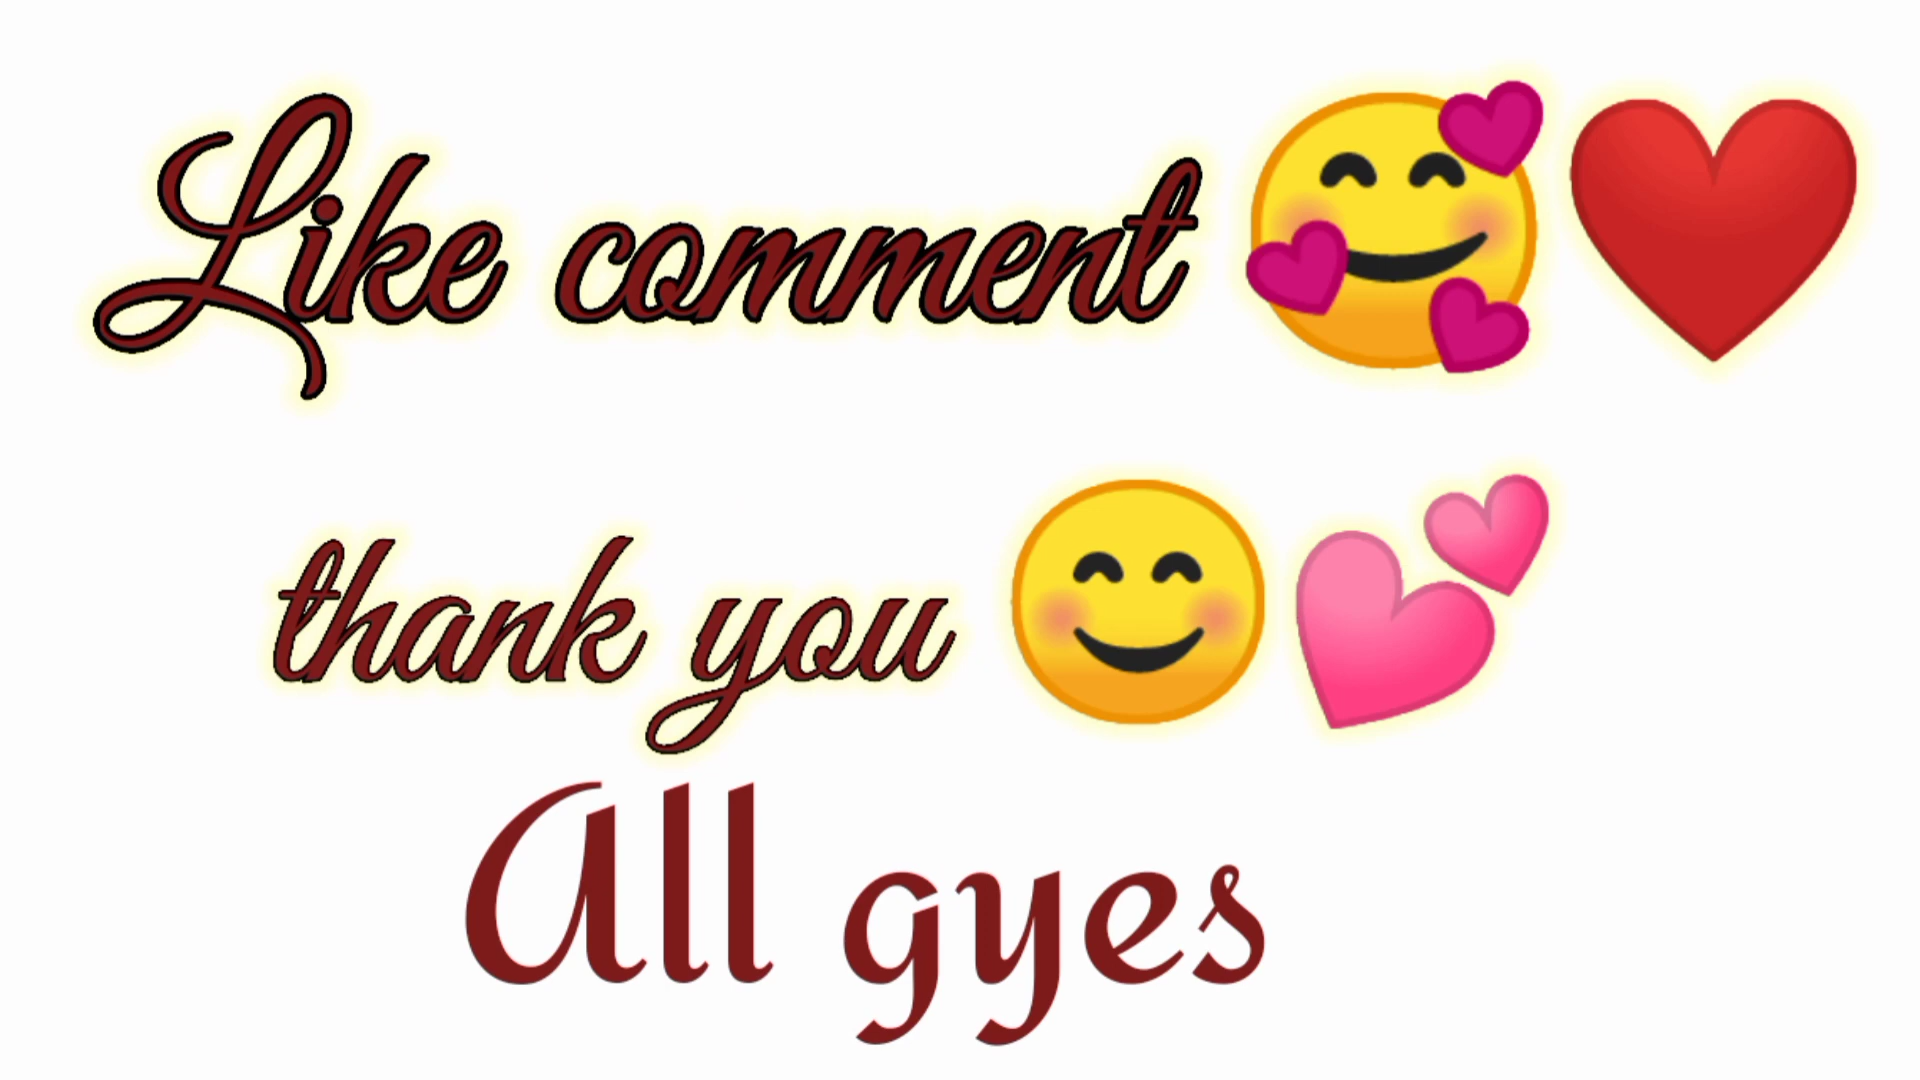 Like comment 🥰❤️
thank you 😊💕
All gyes